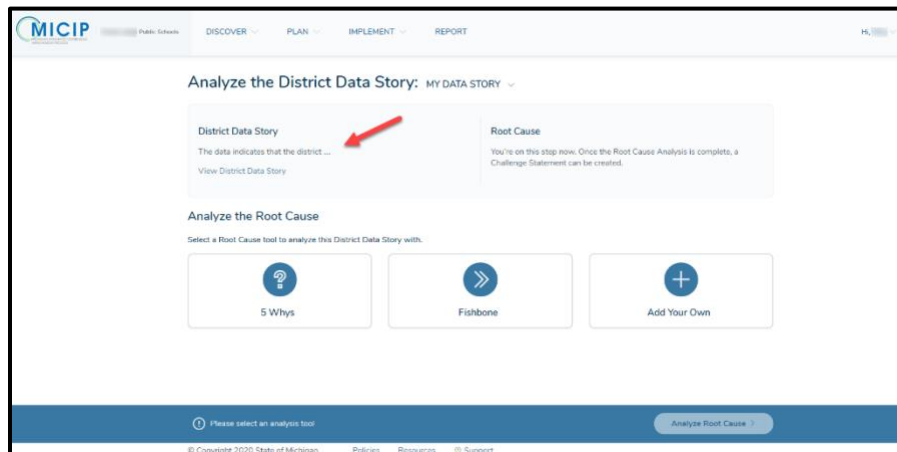 MICIP
Public Schools
DISCOVER
PLAN
IMPLEMENT
REPORT
Hi,
Analyze the District Data Story: MY DATA STORY
District Data Story
The data indicates that the district ...
View District Data Story
Root Cause
You're on this step now. Once the Root Cause Analysis is complete, a
Challenge Statement can be created.
Analyze the Root Cause
Select a Root Cause tool to analyze this District Data Story with.
5 Whys
Fishbone
Add Your Own
Please select an analysis tool
Analyze Root Cause
© Copyright 2020 State of Michigan
Policies
Resources
Support